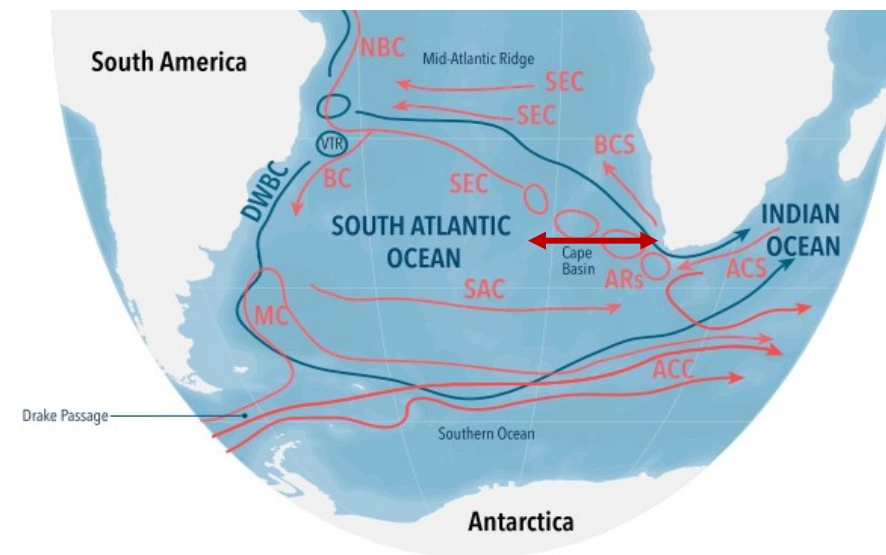 South America
NBC
Mid-Atlantic Ridge
SEC
SEC
VTR
BCS
BC
SEC
DWBC
SOUTH ATLANTIC
OCEAN
INDIAN
OCEAN
Cape
Basin
ARs
ACS
SAC
MC
ACC
Drake Passage
Southern Ocean
Antarctica